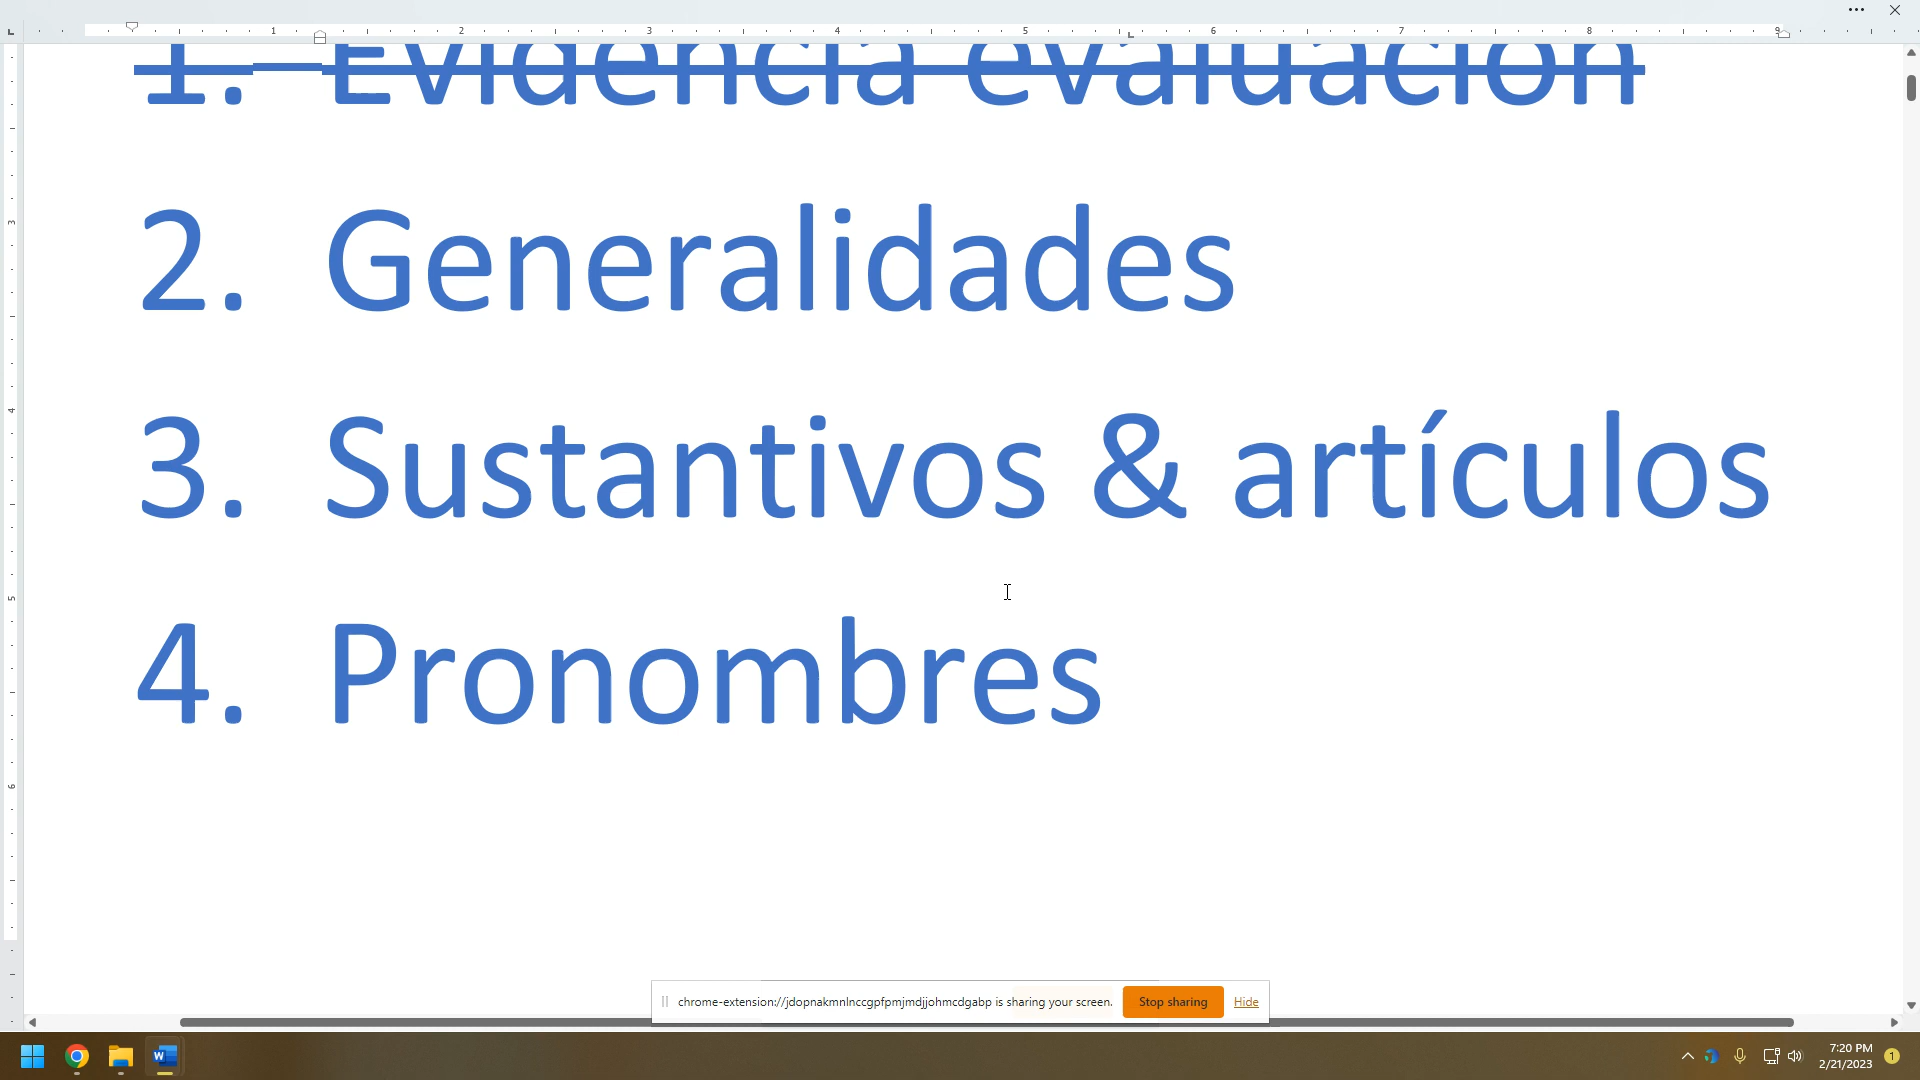 1. Evidencia evaluación
2. Generalidades
3. Sustantivos & artículos
4. Pronombres
chrome-extension://jdopnakmnlnccgpfpmjmdjjohmcdgabp is sharing your screen. Stop sharing Hide
7:20 PM
2/21/2023
1